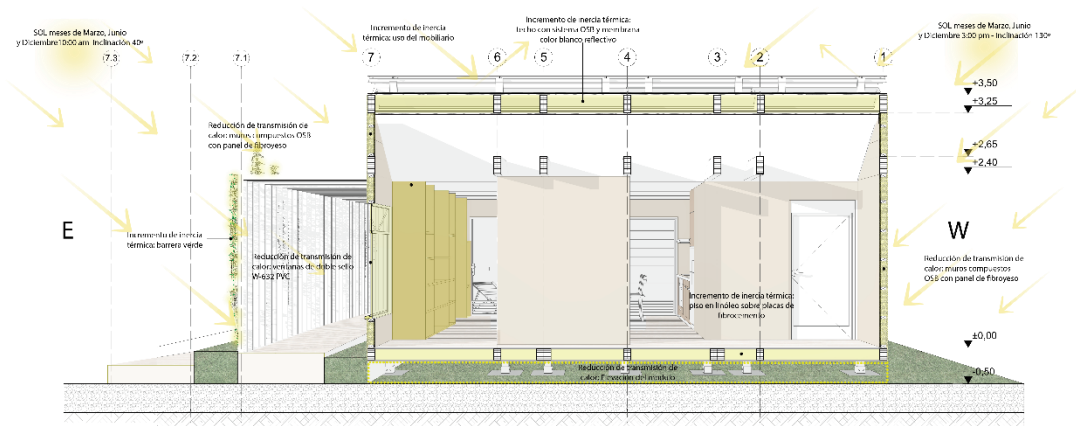 SOL meses de Marzo, Junio
y Diciembre10:00 am Inclinación 40º
Incremento de inercia
térmica: uso del mobiliario
Incremento de inercia térmica:
techo con sistema OSB y membrana
color blanco reflectivo
SOL meses de Marzo, Junio
y Diciembre 3:00 pm - Inclinación 130º
7.3
7.2
7.1
7
6
5
4
3
2
1
+3,50
+3,25
Reducción de transmisión de
calor: muros compuestos OSB
con panel de fibroyeso
+2,65
+2,40
E
W
Incremento de inercia
térmica: barrera verde
Reducción de transmisión de
calor: ventanas de doble sello
W-632 PVC
Reducción de transmisión de
calor: muros compuestos
OSB con panel de fibroyeso
Incremento de inercia térmica:
piso en linóleo sobre placas de
fibrocemento
±0,00
Reducción de transmisión de
calor: Elevación del modulo
-0,50